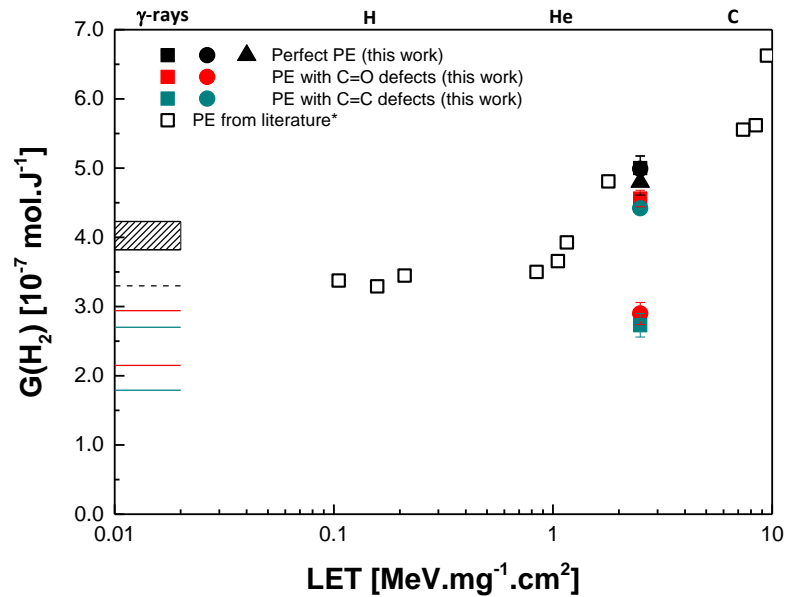 γ-rays H He C
7.0
6.0
5.0
4.0
3.0
2.0
1.0
0.0
G(H₂) [10⁻⁷ mol.J⁻¹]
Perfect PE (this work)
PE with C=O defects (this work)
PE with C=C defects (this work)
PE from literature*
0.01 0.1 1 10
LET [MeV.mg⁻¹.cm²]